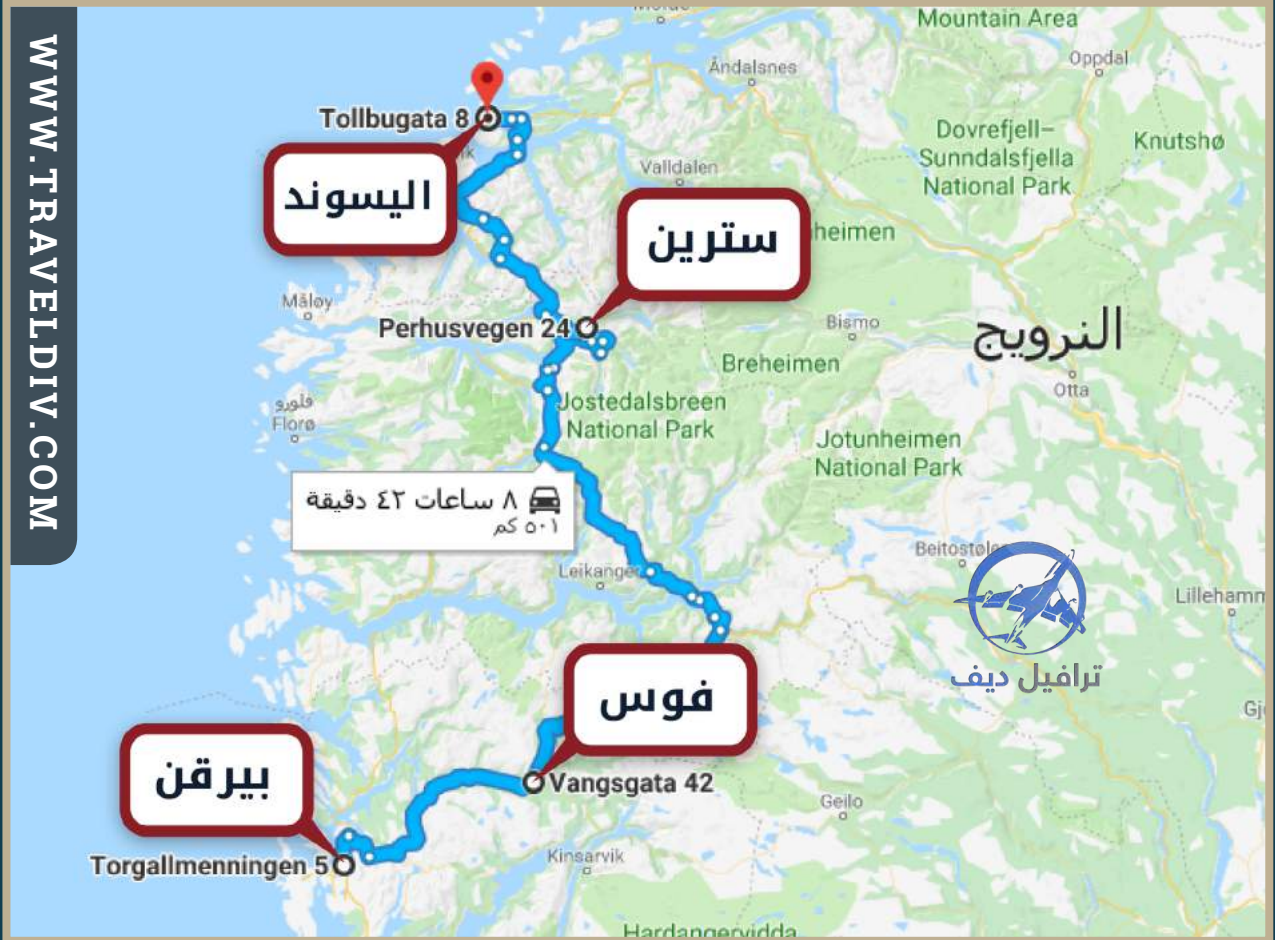 WWW.TRAVELDIV.COM
Mountain Area
Oppdal
Åndalsnes
Tollbugata 8
Dovrefjell–
Sunndalsfjella
National Park
Knutshø
Valldalen
اليسوند
سترين
heimen
Måløy
Perhusvegen 24
Bismo
النرويج
Breheimen
Otta
فلورو
Florø
Jostedalsbreen
National Park
Jotunheimen
National Park
٨ ساعات ٤٢ دقيقة
٥٠١ كم
Leikanger
Beitostølen
Lillehamm
ترافيل ديف
فوس
Gj
بيرقن
Vangsgata 42
Geilo
Torgallmenningen 5
Kinsarvik
Hardangervidda